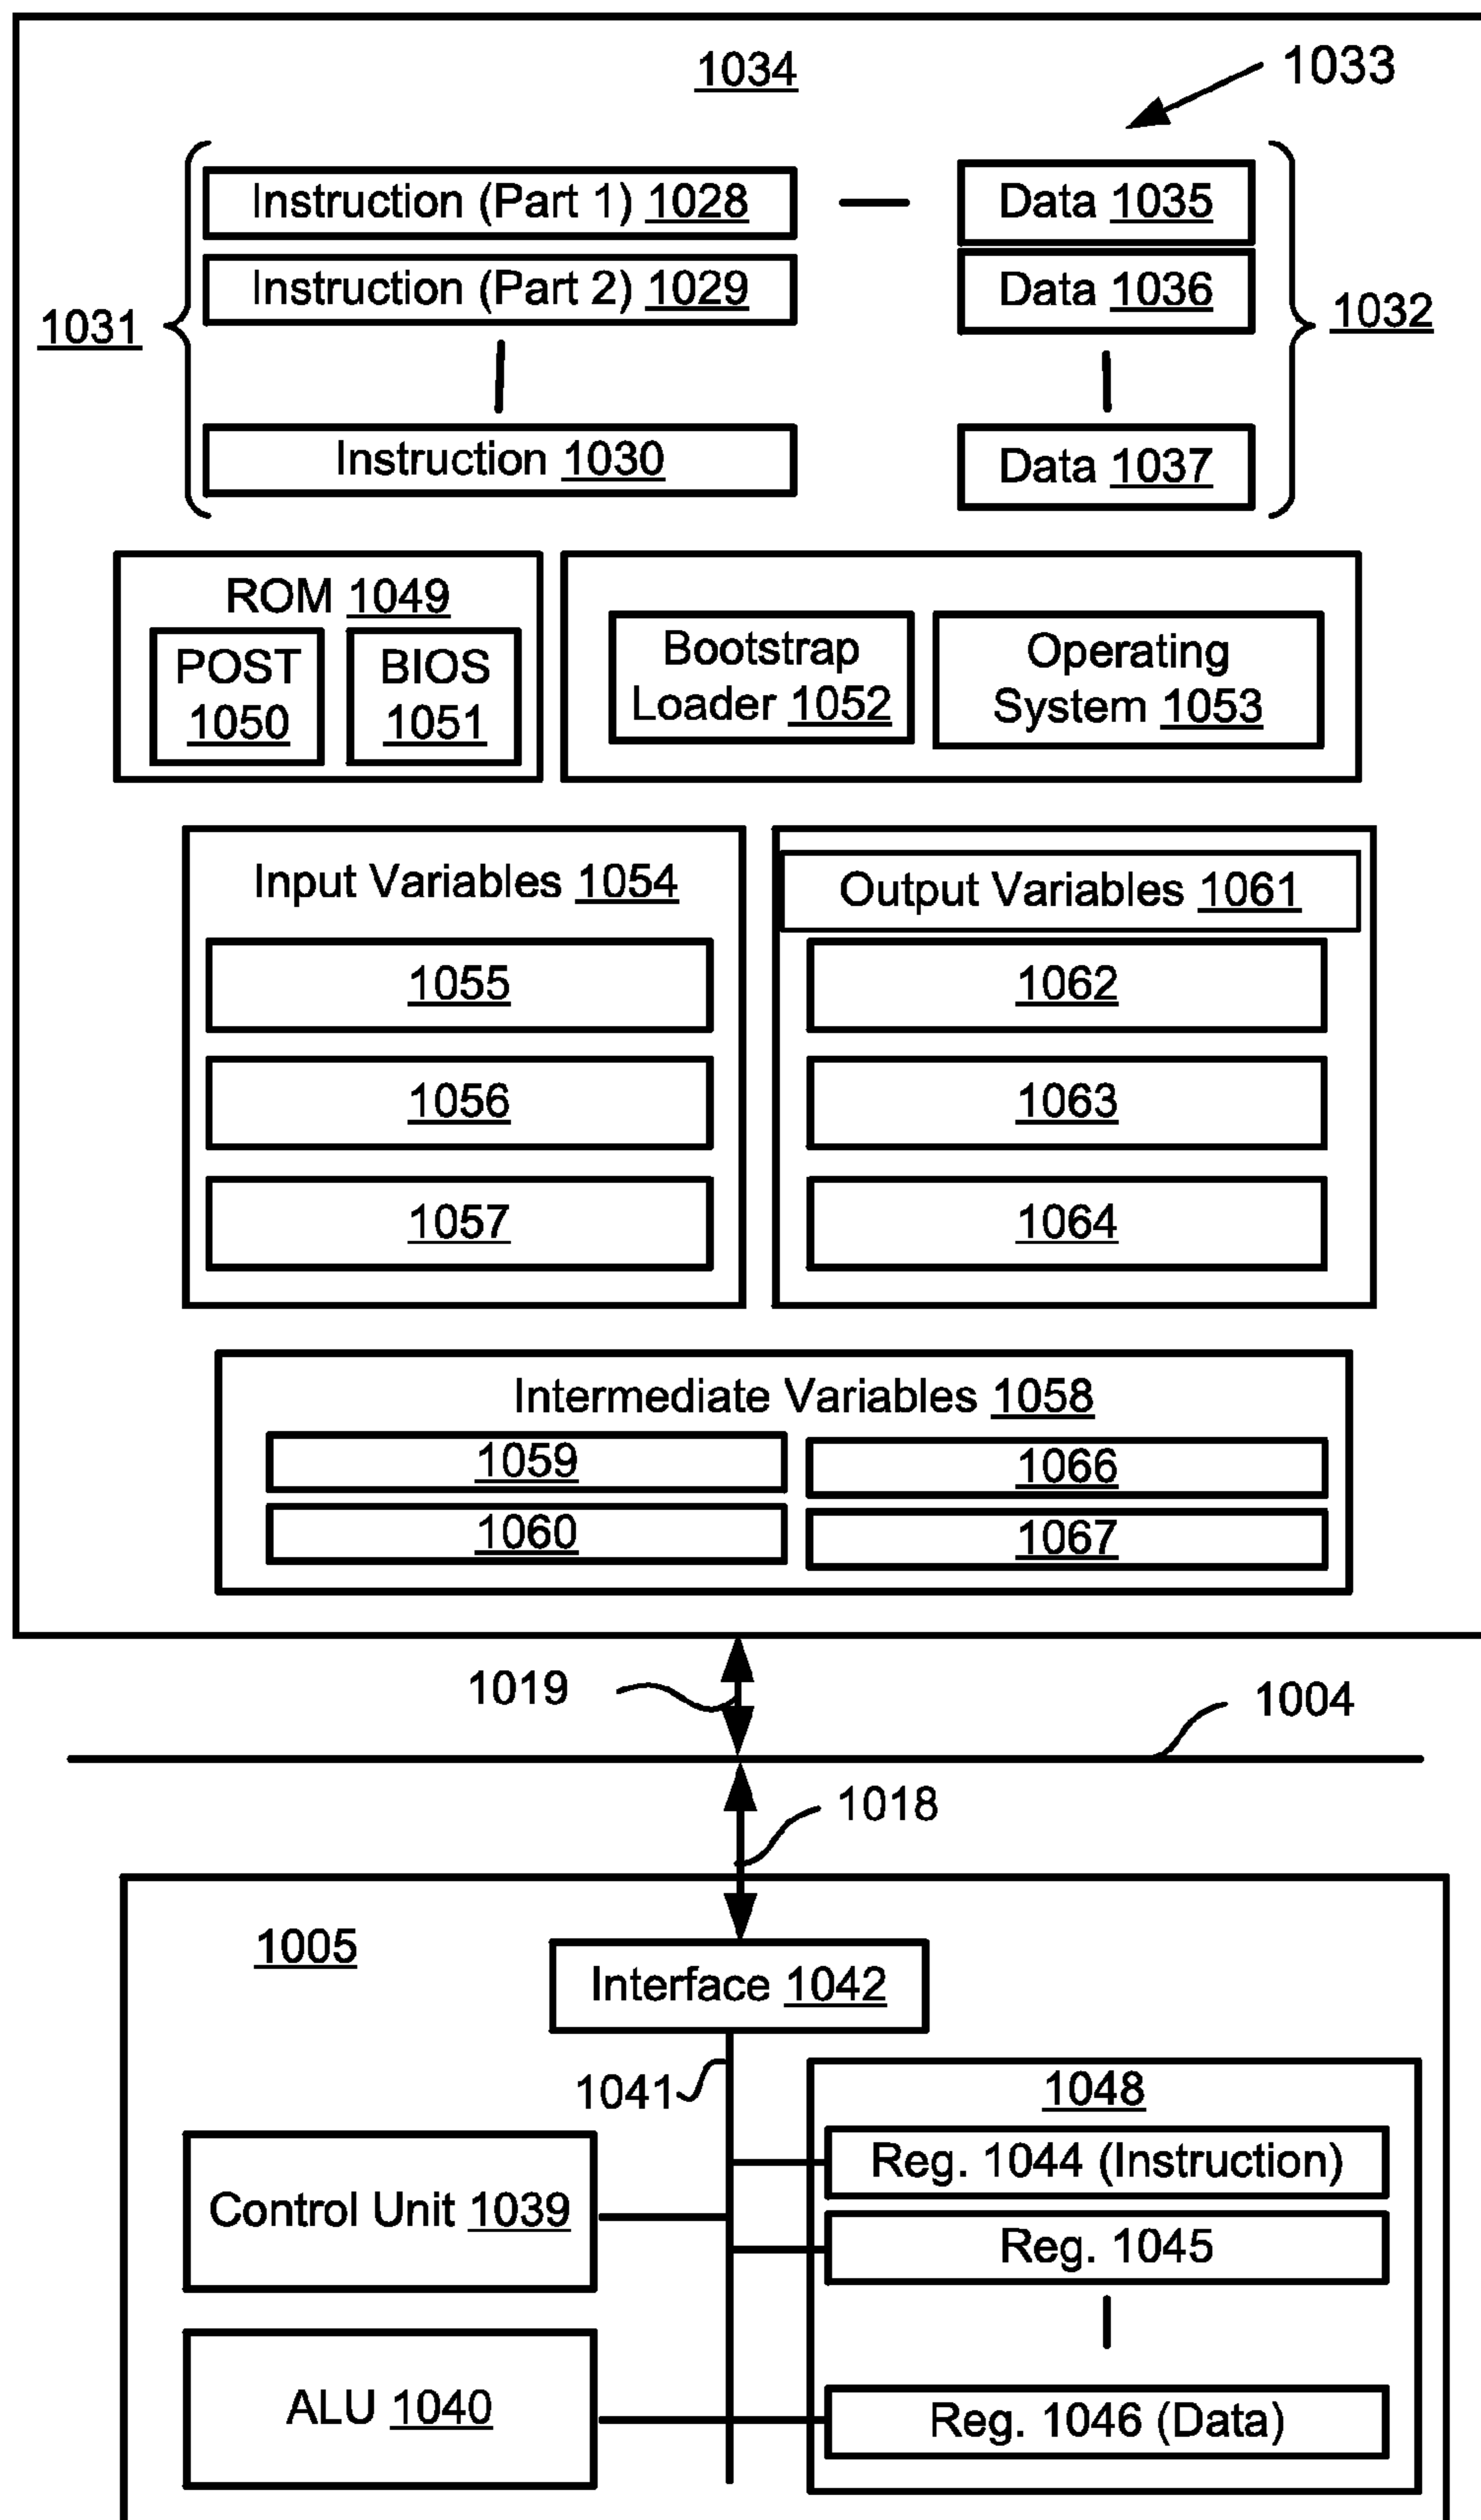 1034
1033
Instruction (Part 1) 1028
Data 1035
Instruction (Part 2) 1029
Data 1036
1031
1032
Instruction 1030
Data 1037
ROM 1049
POST
1050
BIOS
1051
Bootstrap
Loader 1052
Operating
System 1053
Input Variables 1054
1055
1056
1057
Output Variables 1061
1062
1063
1064
Intermediate Variables 1058
1059
1066
1060
1067
1019
1004
1018
1005
Interface 1042
1041
1048
Reg. 1044 (Instruction)
Control Unit 1039
Reg. 1045
ALU 1040
Reg. 1046 (Data)